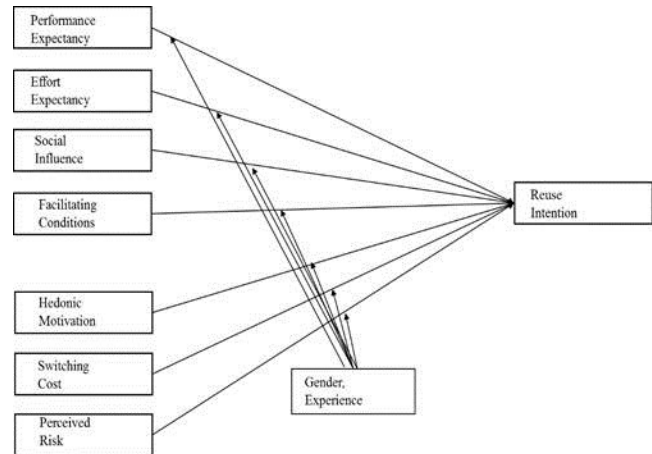 Performance
Expectancy
Effort
Expectancy
Social
Influence
Facilitating
Conditions
Reuse
Intention
Hedonic
Motivation
Switching
Cost
Gender,
Experience
Perceived
Risk